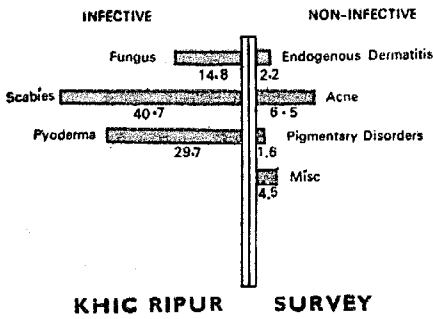 INFECTIVE NON-INFECTIVE
Fungus Endogenous Dermatitis
14.8 2.2
Scabies Acne
40.7 6.5
Pyoderma Pigmentary Disorders
29.7 1.6
Misc
4.5
KHIC RIPUR SURVEY